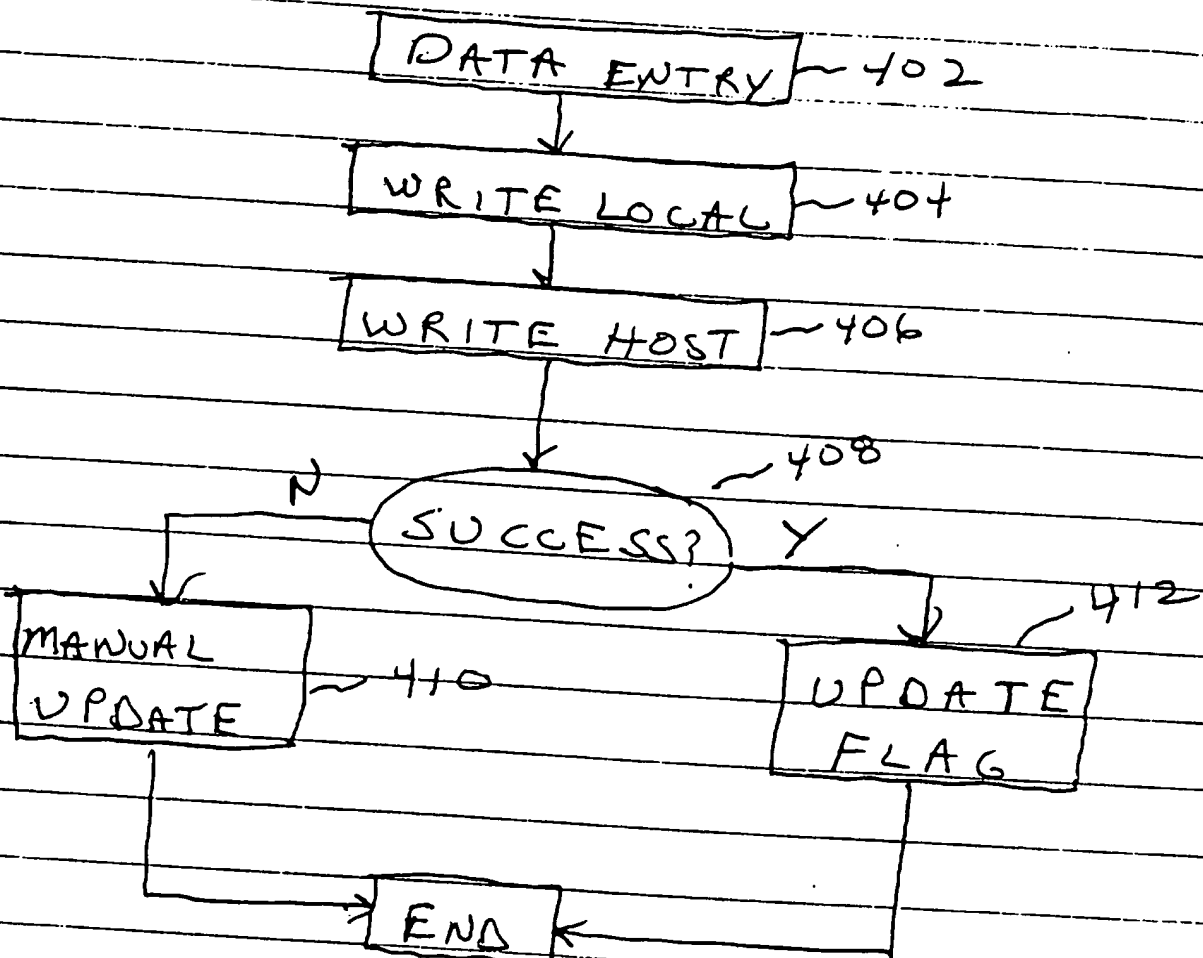 DATA ENTRY 402
WRITE LOCAL 404
WRITE HOST 406
408
N
SUCCESS? Y
412
MANUAL
UPDATE
410
UPDATE
FLAG
END